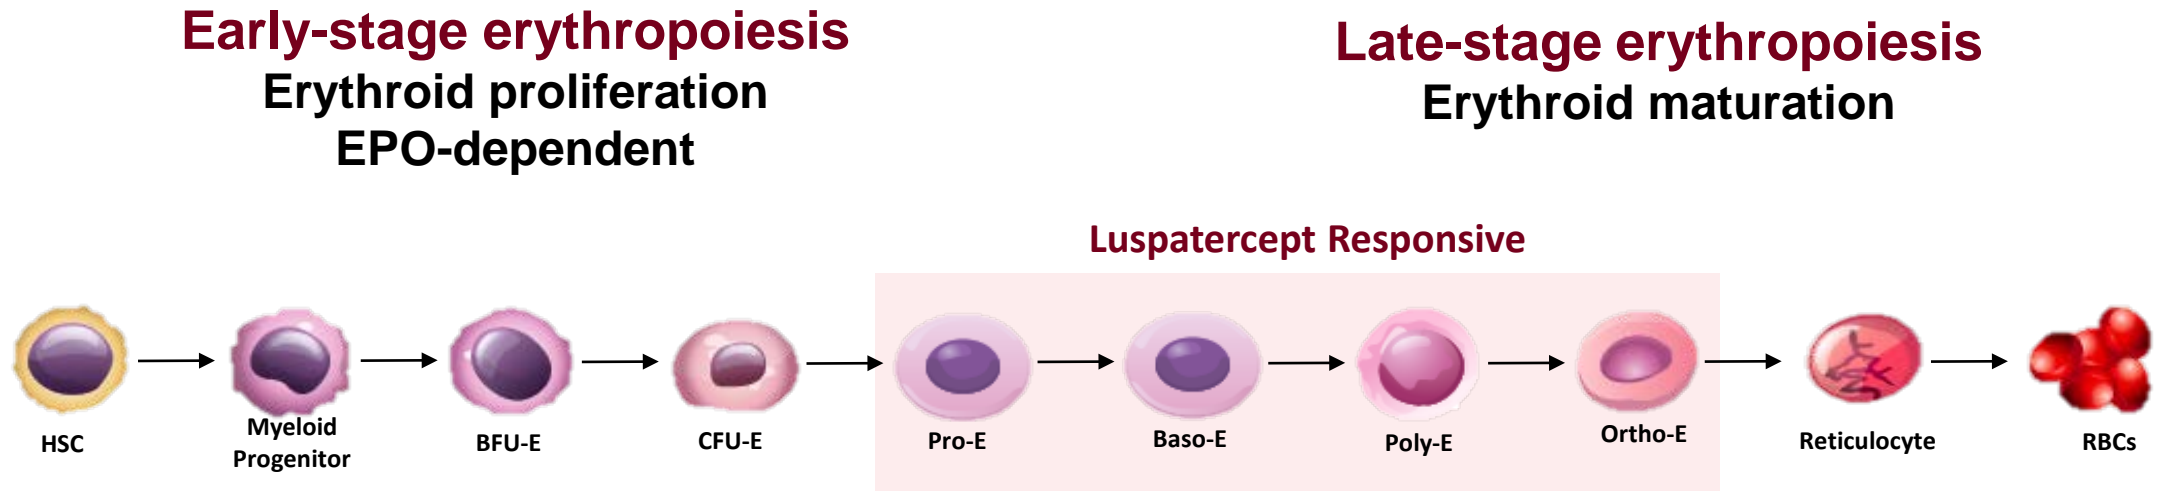 Early-stage erythropoiesis
Erythroid proliferation
EPO-dependent
Late-stage erythropoiesis
Erythroid maturation
Luspatercept Responsive
HSC
Myeloid
Progenitor
BFU-E
CFU-E
Pro-E
Baso-E
Poly-E
Ortho-E
Reticulocyte
RBCs